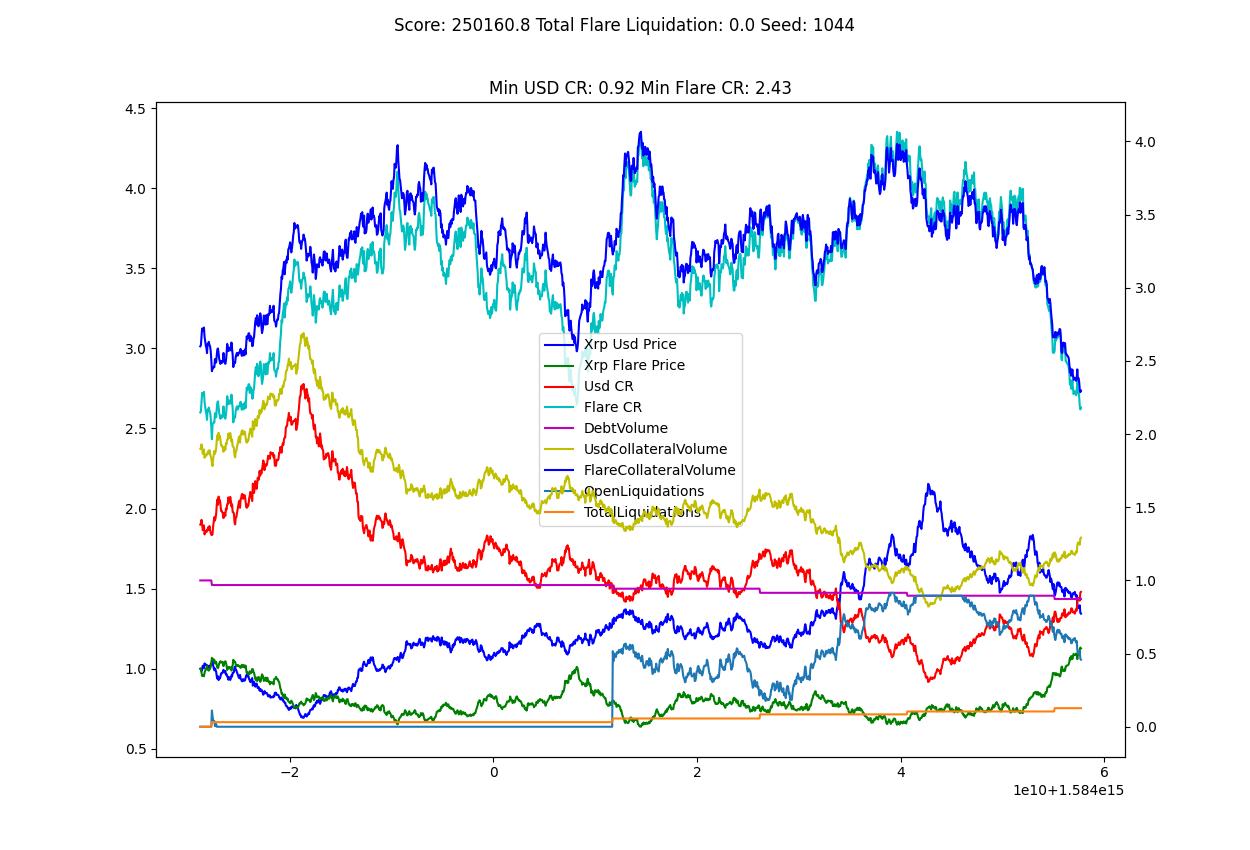 Score: 250160.8 Total Flare Liquidation: 0.0 Seed: 1044
Min USD CR: 0.92 Min Flare CR: 2.43
4.5
4.0
3.5
3.0
2.5
2.0
1.5
1.0
0.5
4.0
3.5
3.0
2.5
2.0
1.5
1.0
0.5
0.0
Xrp Usd Price
Xrp Flare Price
Usd CR
Flare CR
DebtVolume
UsdCollateralVolume
FlareCollateralVolume
OpenLiquidations
TotalLiquidations
−2 0 2 4 6
1e10+1.584e15